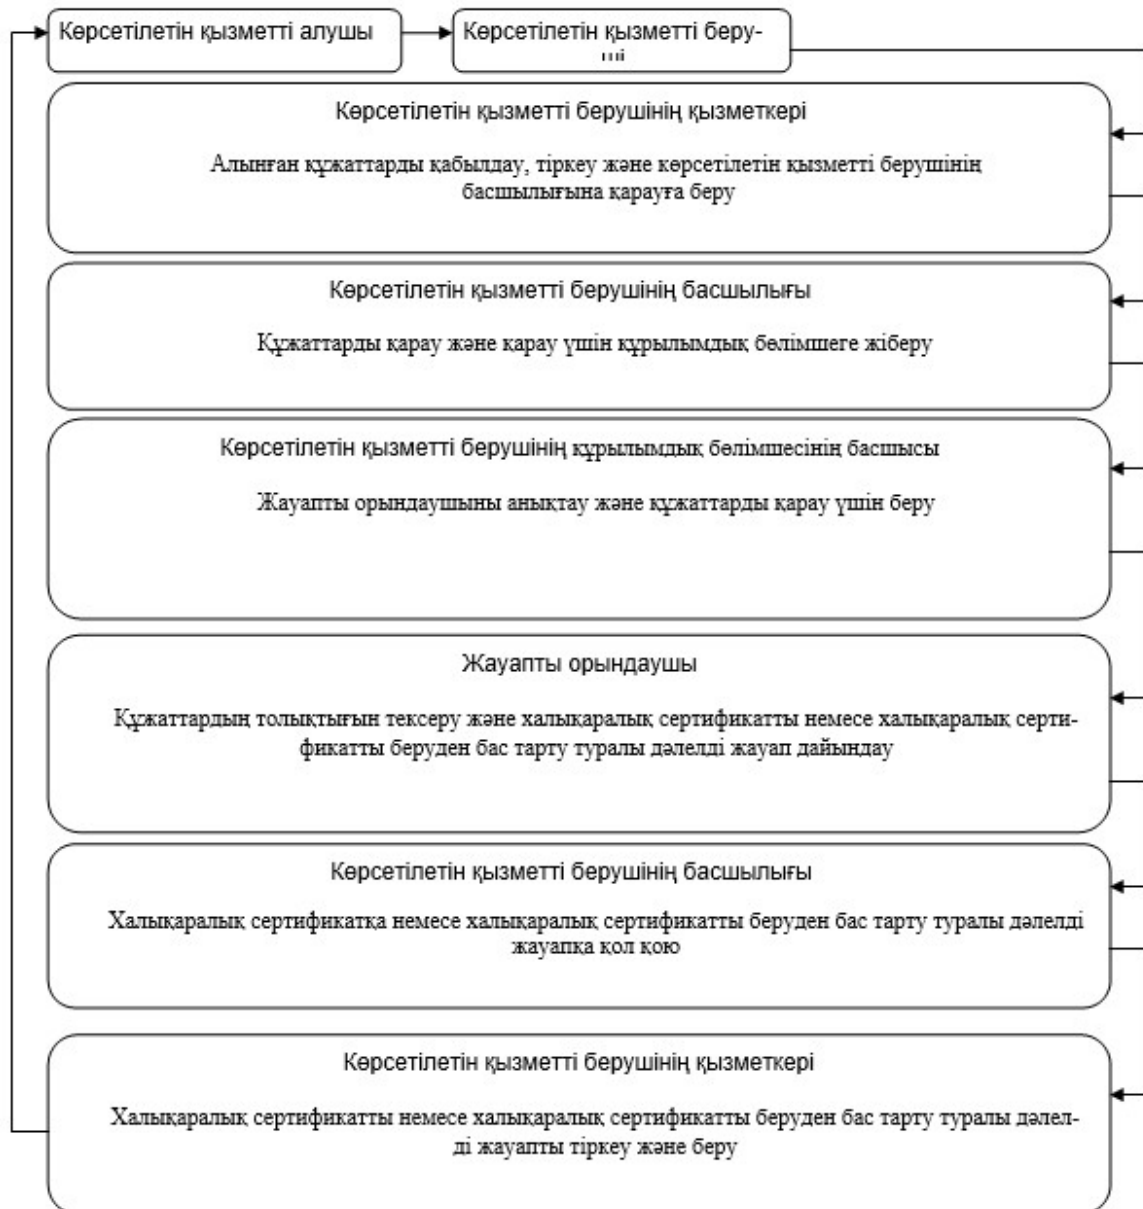 Көрсетілетін қызметті алушы
Көрсетілетін қызметті беру-
ші
Көрсетілетін қызметті берушінің қызметкері
Алынған құжаттарды қабылдау, тіркеу және көрсетілетін қызметті берушінің
басшылығына қарауға беру
Көрсетілетін қызметті берушінің басшылығы
Құжаттарды қарау және қарау үшін құрылымдық бөлімшеге жіберу
Көрсетілетін қызметті берушінің құрылымдық бөлімшесінің басшысы
Жауапты орындаушыны анықтау және құжаттарды қарау үшін беру
Жауапты орындаушы
Құжаттардың толықтығын тексеру және халықаралық сертификатты немесе халықаралық серти-
фикатты беруден бас тарту туралы дәлелді жауап дайындау
Көрсетілетін қызметті берушінің басшылығы
Халықаралық сертификатқа немесе халықаралық сертификатты беруден бас тарту туралы дәлелді
жауапқа қол қою
Көрсетілетін қызметті берушінің қызметкері
Халықаралық сертификатты немесе халықаралық сертификатты беруден бас тарту туралы дәлел-
ді жауапты тіркеу және беру